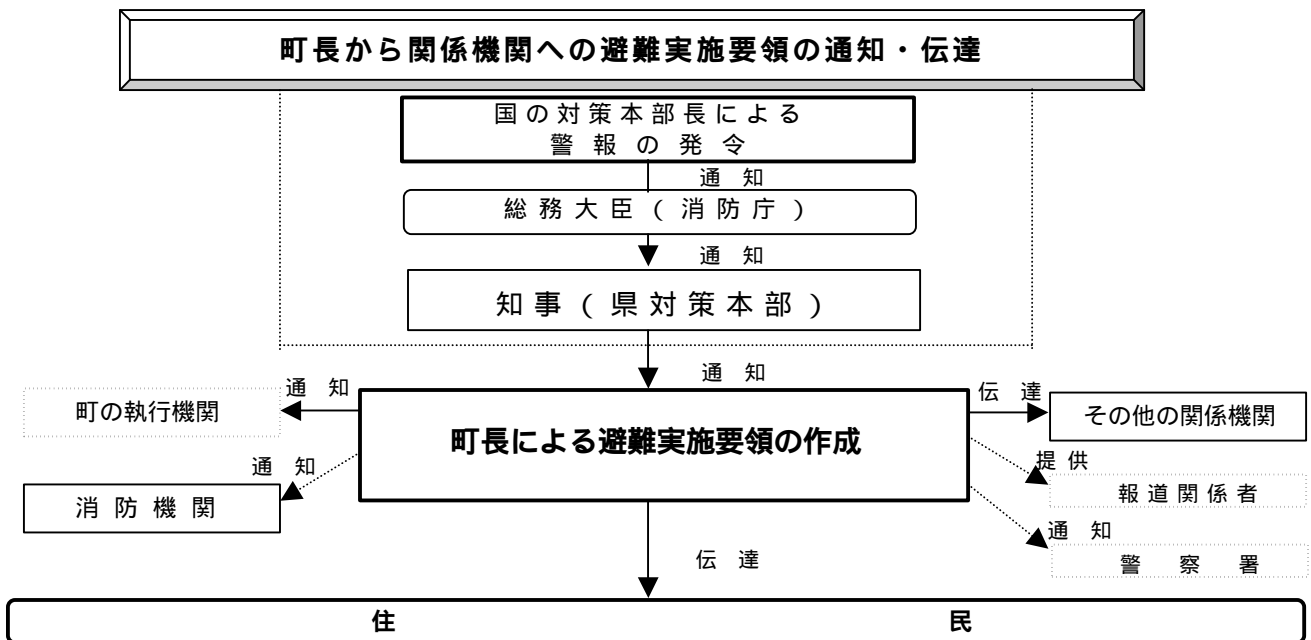 町長から関係機関への避難実施要領の通知・伝達
国の対策本部長による
警報の発令
通知
総務大臣(消防庁)
通知
知事(県対策本部)
通知
通知
町の執行機関
町長による避難実施要領の作成
伝達
その他の関係機関
通知
消防機関
提供
報道関係者
通知
警察署
伝達
住民